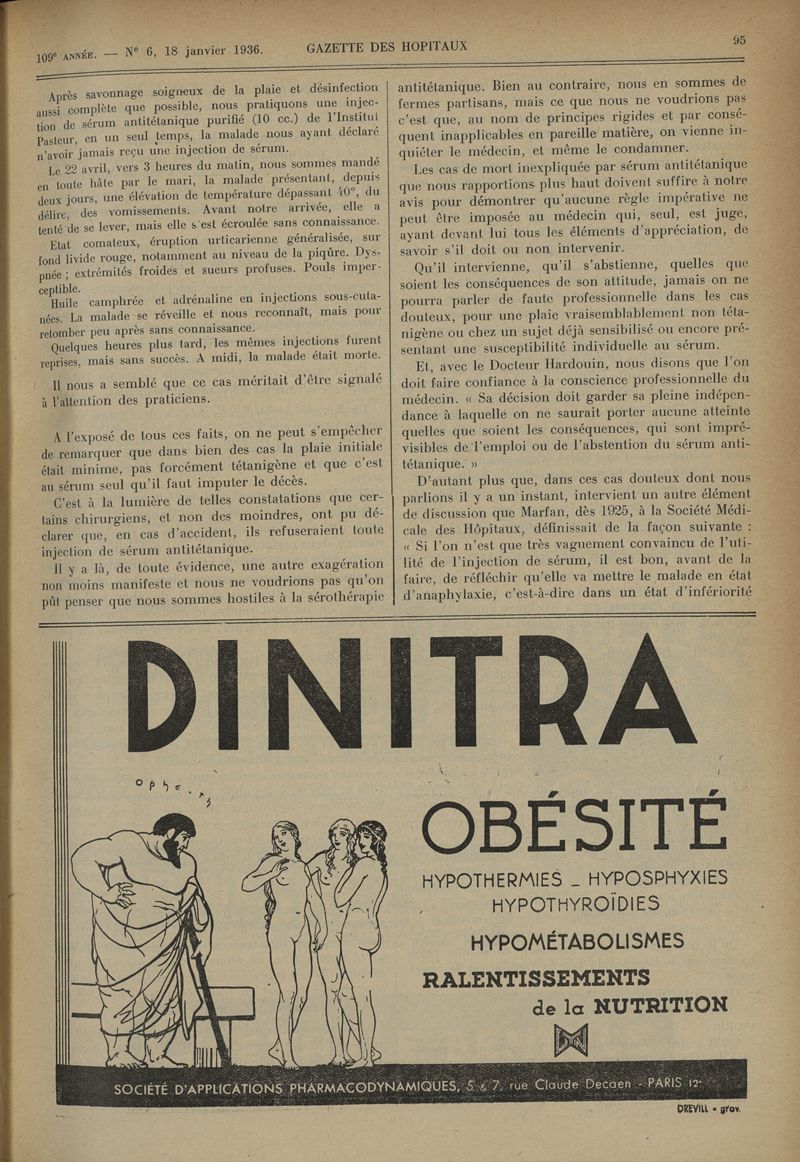 109e ANNÉE. — N° 6, 18 janvier 1936.
GAZETTE DES HOPITAUX
95
Après savonnage soigneux de la plaie et désinfection
aussi complète que possible, nous pratiquons une injec-
tion de sérum antitétanique purifié (10 cc.) de l'Institut
Pasteur, en un seul temps, la malade nous ayant déclaré
n'avoir jamais reçu une injection de sérum.
Le 22 avril, vers 3 heures du matin, nous sommes mandé
en toute hâte par le mari, la malade présentant, depuis
deux jours, une élévation de température dépassant 40°, du
délire, des vomissements. Avant notre arrivée, elle a
tenté de se lever, mais elle s'est écroulée sans connaissance.
Etat comateux, éruption urticarienne généralisée, sur
fond livide rouge, notamment au niveau de la piqûre. Dys-
pnée ; extrémités froides et sueurs profuses. Pouls imper-
ceptible.
Huile camphrée et adrénaline en injections sous-cuta-
nées. La malade se réveille et nous reconnaît, mais pour
retomber peu après sans connaissance.
Quelques heures plus tard, les mêmes injections furent
reprises, mais sans succès. A midi, la malade était morte.
Il nous a semblé que ce cas méritait d'être signalé
à l'attention des praticiens.
A l'exposé de tous ces faits, on ne peut s'empêcher
de remarquer que dans bien des cas la plaie initiale
était minime, pas forcément tétanigène et que c'est
au sérum seul qu'il faut imputer le décès.
C'est à la lumière de telles constatations que cer-
tains chirurgiens, et non des moindres, ont pu dé-
clarer que, en cas d'accident, ils refuseraient toute
injection de sérum antitétanique.
Il y a là, de toute évidence, une autre exagération
non moins manifeste et nous ne voudrions pas qu'on
pût penser que nous sommes hostiles à la sérothérapie
antitétanique. Bien au contraire, nous en sommes de
fermes partisans, mais ce que nous ne voudrions pas
c'est que, au nom de principes rigides et par consé-
quent inapplicables en pareille matière, on vienne in-
quiéter le médecin, et même le condamner.
Les cas de mort inexpliquée par sérum antitétanique
que nous rapportions plus haut doivent suffire à notre
avis pour démontrer qu'aucune règle impérative ne
peut être imposée au médecin qui, seul, est juge,
ayant devant lui tous les éléments d'appréciation, de
savoir s'il doit ou non intervenir.
Qu'il intervienne, qu'il s'abstienne, quelles que
soient les conséquences de son attitude, jamais on ne
pourra parler de faute professionnelle dans les cas
douteux, pour une plaie vraisemblablement non téta-
nigène ou chez un sujet déjà sensibilisé ou encore pré-
sentant une susceptibilité individuelle au sérum.
Et, avec le Docteur Hardouin, nous disons que l'on
doit faire confiance à la conscience professionnelle du
médecin. « Sa décision doit garder sa pleine indépen-
dance à laquelle on ne saurait porter aucune atteinte
quelles que soient les conséquences, qui sont impré-
visibles de l'emploi ou de l'abstention du sérum anti-
tétanique. »
D'autant plus que, dans ces cas douteux dont nous
parlions il y a un instant, intervient un autre élément
de discussion que Marfan, dès 1925, à la Société Médi-
cale des Hôpitaux, définissait de la façon suivante :
« Si l'on n'est que très vaguement convaincu de l'uti-
lité de l'injection de sérum, il est bon, avant de la
faire, de réfléchir qu'elle va mettre le malade en état
d'anaphylaxie, c'est-à-dire dans un état d'infériorité
DINITRA
OBÉSITÉ
HYPOTHERMIES _ HYPOSPHYXIES
HYPOTHYROÏDIES
HYPOMÉTABOLISMES
RALENTISSEMENTS
de la NUTRITION
SOCIÉTÉ D'APPLICATIONS PHARMACODYNAMIQUES, 5 & 7, rue Claude Decaen - PARIS 12e
DREVILL • grav.